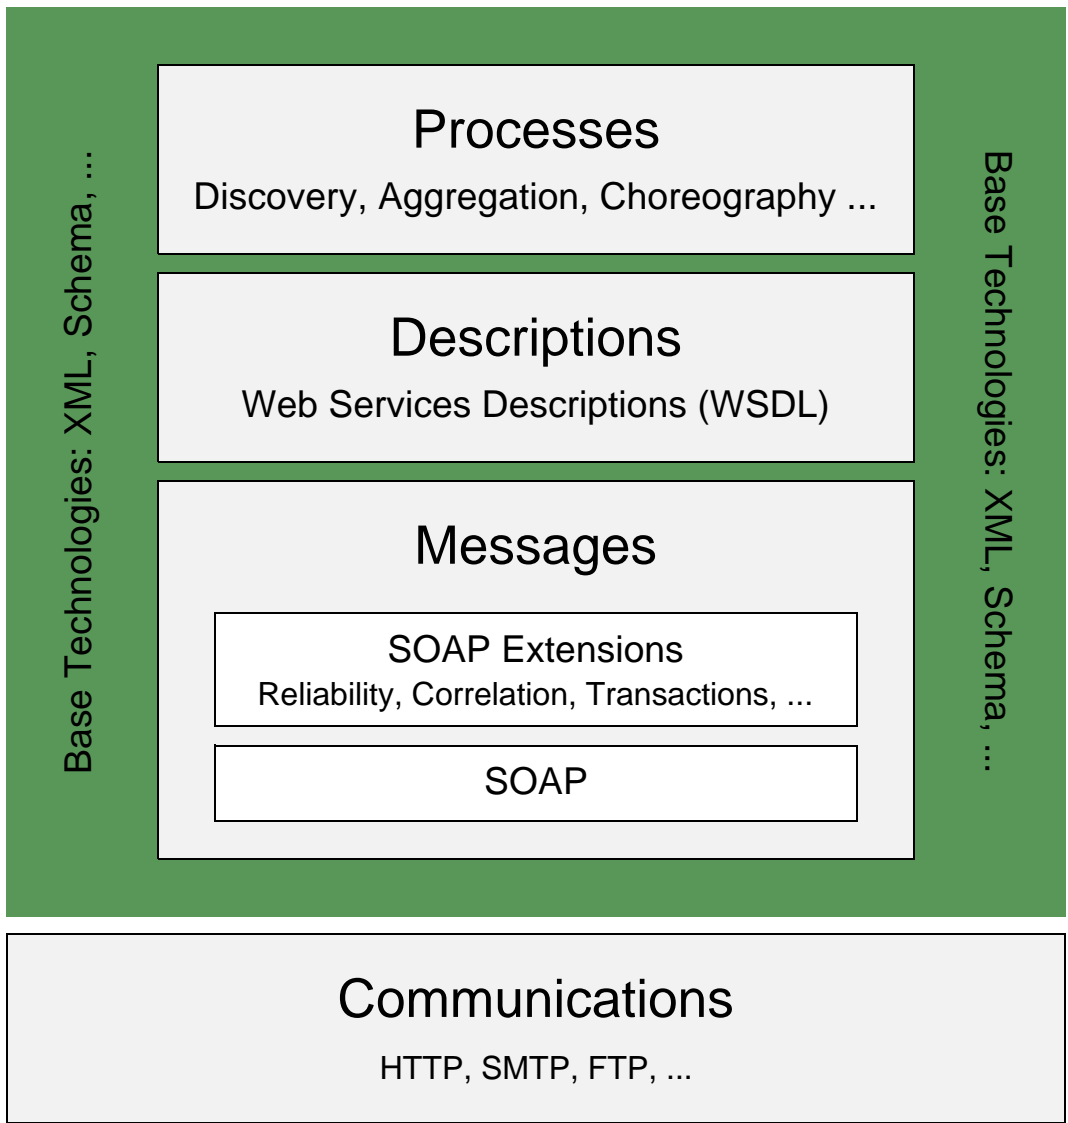 Processes
Discovery, Aggregation, Choreography ...
Base Technologies: XML, Schema, ...
Base Technologies: XML, Schema, ...
Descriptions
Web Services Descriptions (WSDL)
Messages
SOAP Extensions
Reliability, Correlation, Transactions, ...
SOAP
Communications
HTTP, SMTP, FTP, ...